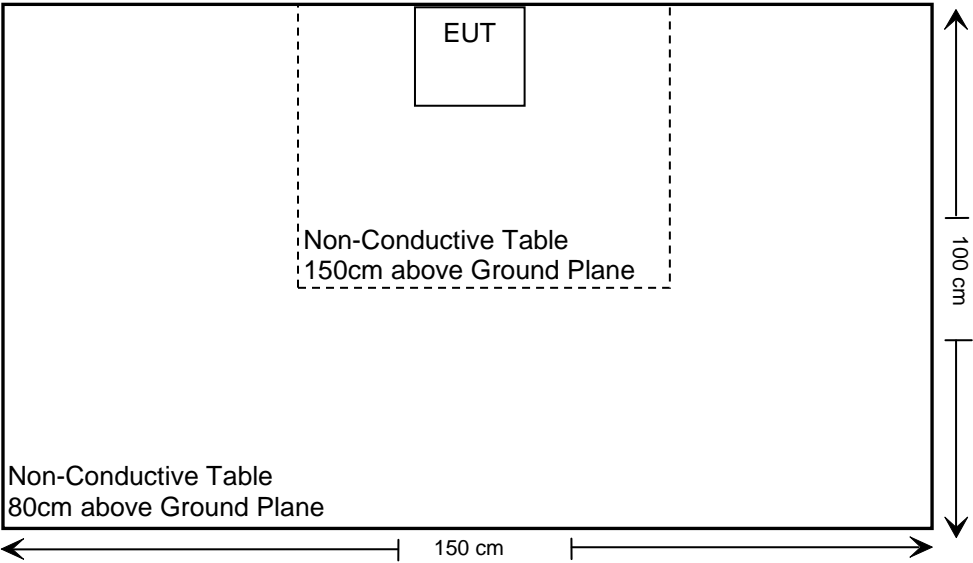 EUT
Non-Conductive Table
150cm above Ground Plane
100 cm
Non-Conductive Table
80cm above Ground Plane
150 cm